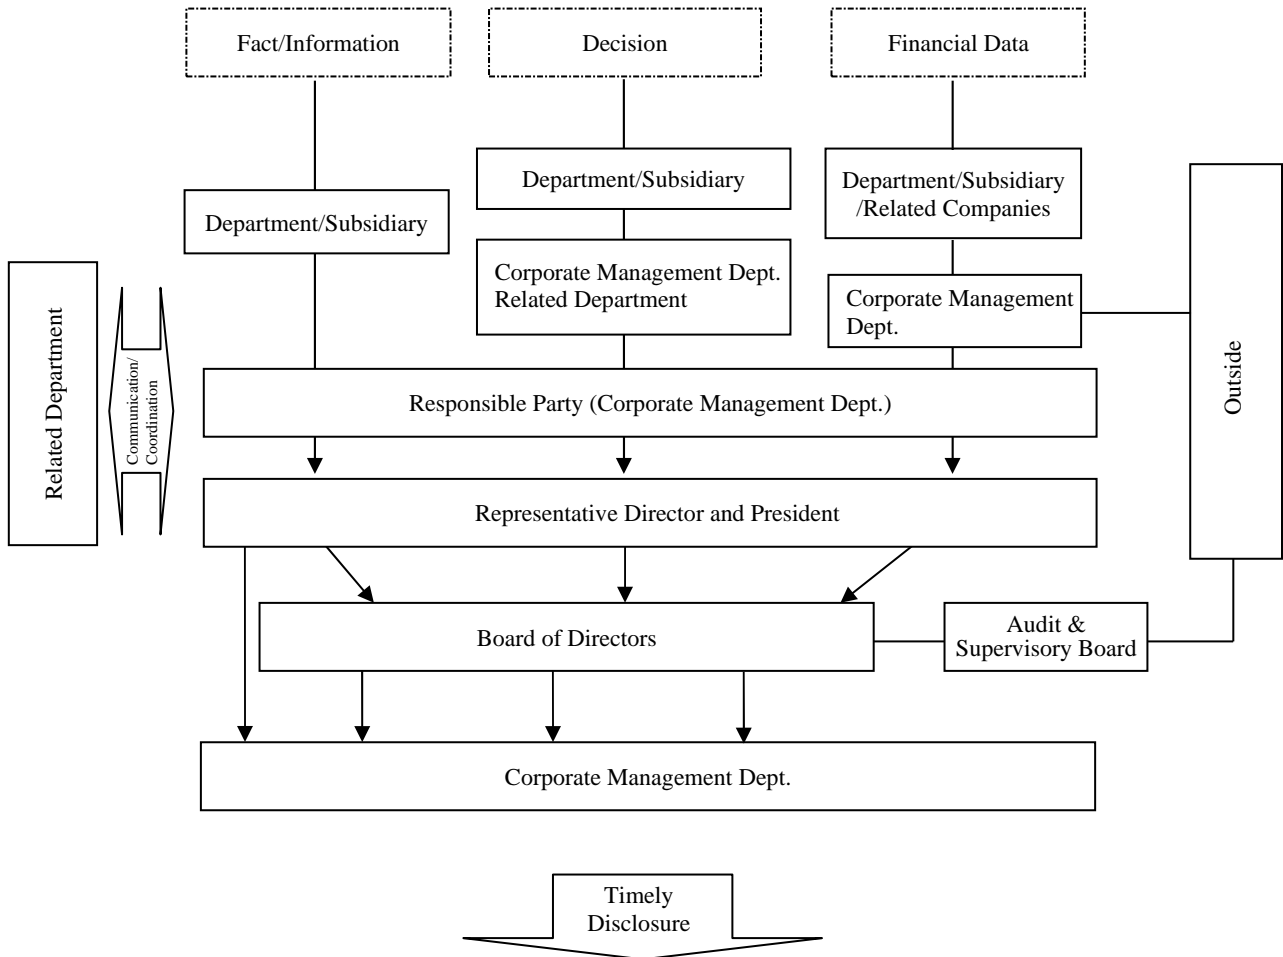 Fact/Information
Decision
Financial Data
Department/Subsidiary
Department/Subsidiary
Department/Subsidiary
/Related Companies
Corporate Management Dept.
Related Department
Corporate Management
Dept.
Related Department
Communication/
Coordination
Outside
Responsible Party (Corporate Management Dept.)
Representative Director and President
Board of Directors
Audit &
Supervisory Board
Corporate Management Dept.
Timely
Disclosure